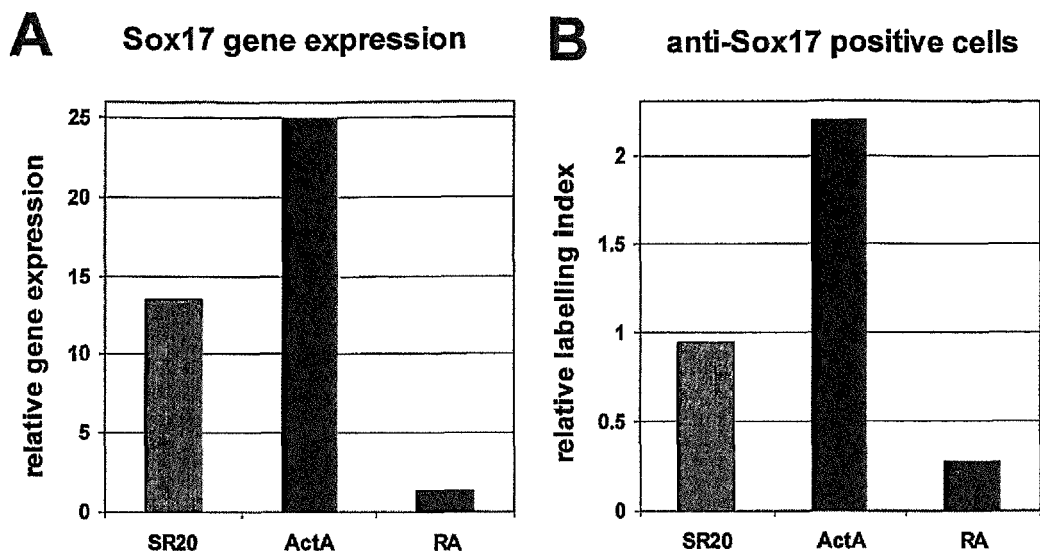 A
Sox17 gene expression
relative gene expression
25
20
15
10
5
0
SR20
ActA
RA
B
anti-Sox17 positive cells
relative labelling index
2
1.5
1
0.5
0
SR20
ActA
RA